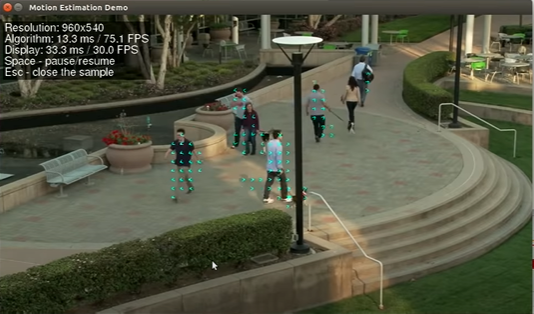 Motion Estimation Demo
Resolution: 960x540
Algorithm: 13.3 ms / 75.1 FPS
Display: 33.3 ms / 30.0 FPS
Space - pause/resume
Esc - close the sample